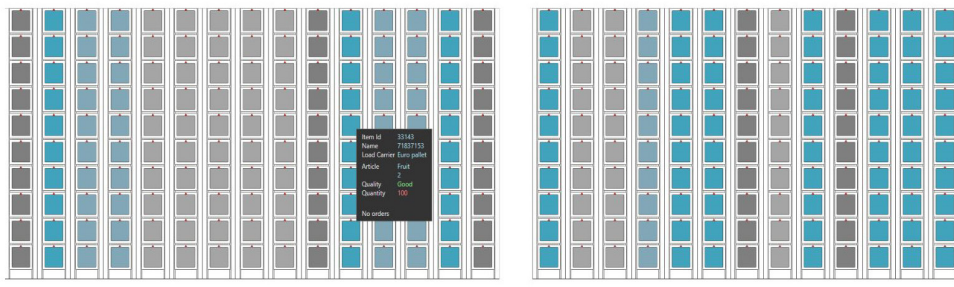 Item Id 33143
Name 71837153
Load Carrier Euro pallet
Article Fruit
2
Quality Good
Quantity 100
No orders